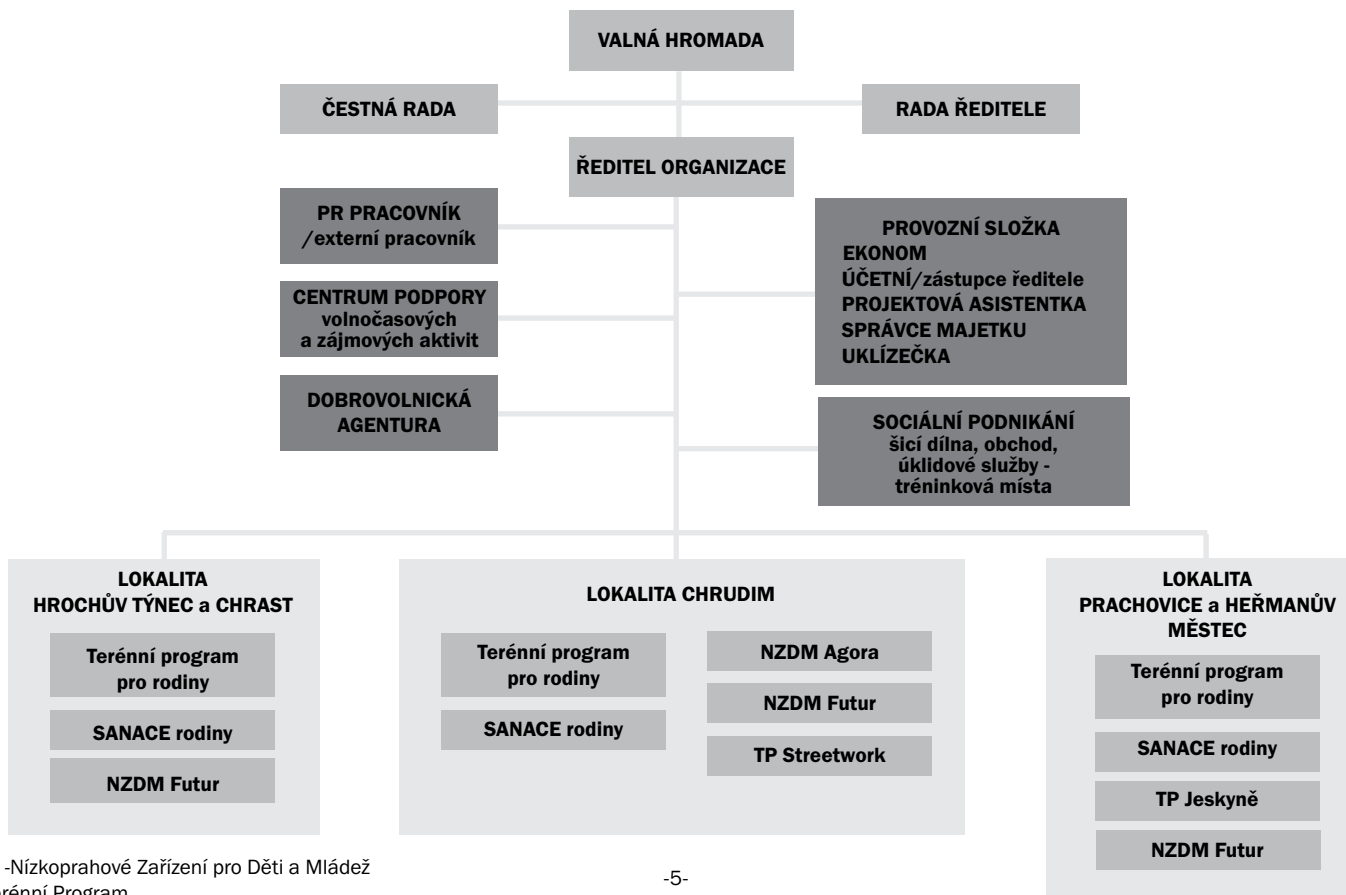 VALNÁ HROMADA
ČESTNÁ RADA
RADA ŘEDITELE
ŘEDITEL ORGANIZACE
PR PRACOVNÍK
/externí pracovník
CENTRUM PODPORY
volnočasových
a zájmových aktivit
DOBROVOLNICKÁ
AGENTURA
PROVOZNÍ SLOŽKA
EKONOM
ÚČETNÍ/zástupce ředitele
PROJEKTOVÁ ASISTENTKA
SPRÁVCE MAJETKU
UKLÍZEČKA
SOCIÁLNÍ PODNIKÁNÍ
šicí dílna, obchod,
úklidové služby -
tréninková místa
LOKALITA
HROCHŮV TÝNEC a CHRAST
Terénní program
pro rodiny
SANACE rodiny
NZDM Futur
LOKALITA CHRUDIM
Terénní program
pro rodiny
SANACE rodiny
NZDM Agora
NZDM Futur
TP Streetwork
LOKALITA
PRACHOVICE a HEŘMANŮV
MĚSTEC
Terénní program
pro rodiny
SANACE rodiny
TP Jeskyně
NZDM Futur
-Nízkoprahové Zařízení pro Děti a Mládež
-5-